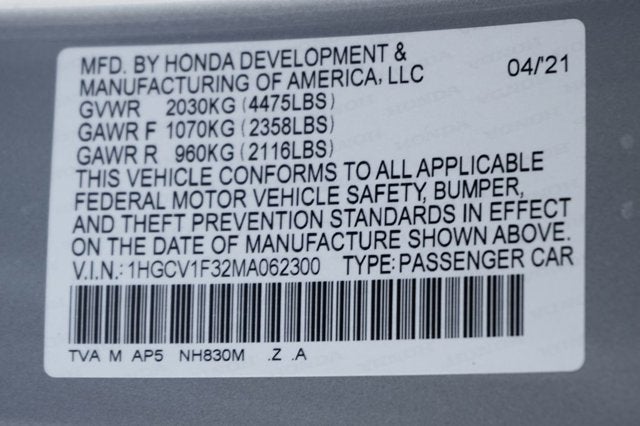 MFD. BY HONDA DEVELOPMENT &
MANUFACTURING OF AMERICA, LLC 04/'21
GVWR 2030KG (4475LBS)
GAWR F 1070KG (2358LBS)
GAWR R 960KG (2116LBS)
THIS VEHICLE CONFORMS TO ALL APPLICABLE
FEDERAL MOTOR VEHICLE SAFETY, BUMPER,
AND THEFT PREVENTION STANDARDS IN EFFECT
ON THE DATE OF MANUFACTURE SHOWN ABOVE.
V.I.N.: 1HGCV1F32MA062300 TYPE: PASSENGER CAR
TVA M AP5 NH830M .Z .A